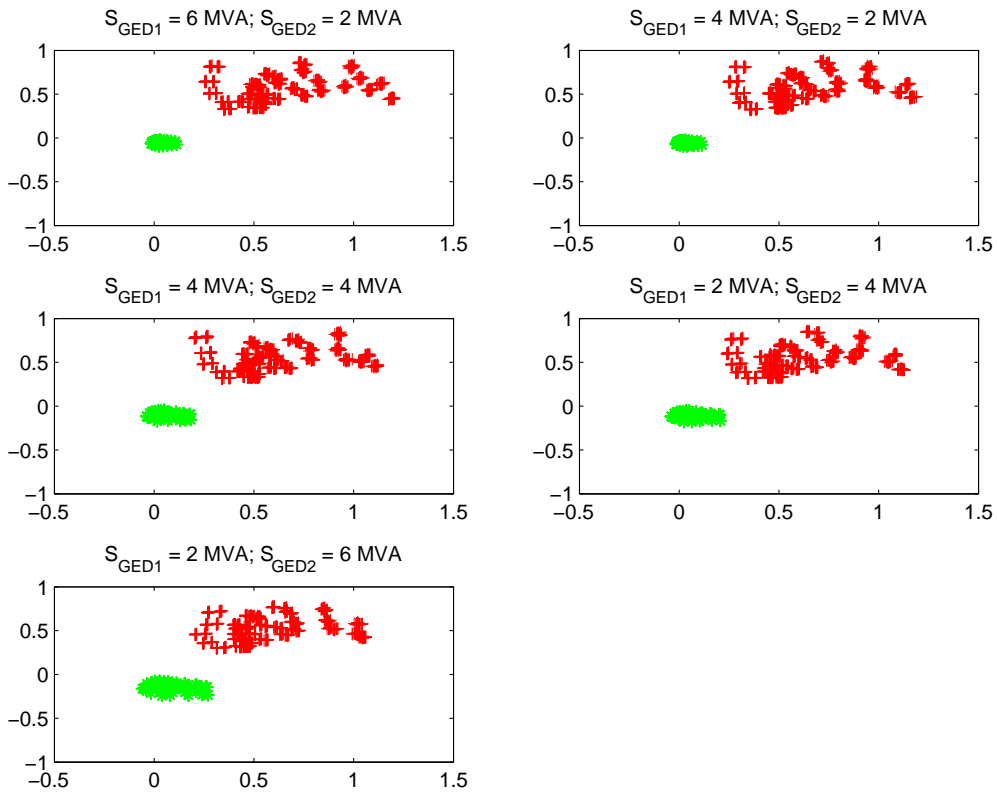 S_GED1 = 6 MVA; S_GED2 = 2 MVA
1
0.5
0
−0.5
−1
−0.5 0 0.5 1 1.5
S_GED1 = 4 MVA; S_GED2 = 2 MVA
1
0.5
0
−0.5
−1
−0.5 0 0.5 1 1.5
S_GED1 = 4 MVA; S_GED2 = 4 MVA
1
0.5
0
−0.5
−1
−0.5 0 0.5 1 1.5
S_GED1 = 2 MVA; S_GED2 = 4 MVA
1
0.5
0
−0.5
−1
−0.5 0 0.5 1 1.5
S_GED1 = 2 MVA; S_GED2 = 6 MVA
1
0.5
0
−0.5
−1
−0.5 0 0.5 1 1.5